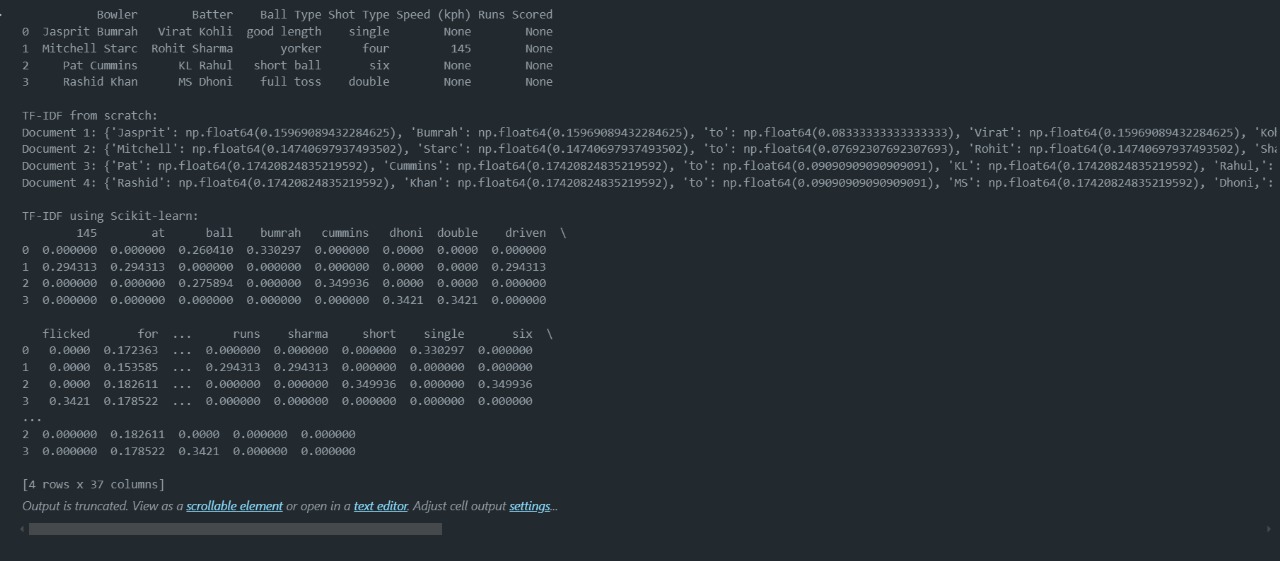 Bowler Batter Ball Type Shot Type Speed (kph) Runs Scored
0 Jasprit Bumrah Virat Kohli good length single None None
1 Mitchell Starc Rohit Sharma yorker four 145 None
2 Pat Cummins KL Rahul short ball six None None
3 Rashid Khan MS Dhoni full toss double None None
TF-IDF from scratch:
Document 1: {'Jasprit': np.float64(0.15969089432284625), 'Bumrah': np.float64(0.15969089432284625), 'to': np.float64(0.08333333333333333), 'Virat': np.float64(0.15969089432284625), 'Kohl
Document 2: {'Mitchell': np.float64(0.14740697937493502), 'Starc': np.float64(0.14740697937493502), 'to': np.float64(0.07692307692307693), 'Rohit': np.float64(0.14740697937493502), 'Sha
Document 3: {'Pat': np.float64(0.17420824835219592), 'Cummins': np.float64(0.17420824835219592), 'to': np.float64(0.09090909090909091), 'KL': np.float64(0.17420824835219592), 'Rahul,':
Document 4: {'Rashid': np.float64(0.17420824835219592), 'Khan': np.float64(0.17420824835219592), 'to': np.float64(0.09090909090909091), 'MS': np.float64(0.17420824835219592), 'Dhoni,':
TF-IDF using Scikit-learn:
145 at ball bumrah cummins dhoni double driven \
0 0.000000 0.000000 0.260410 0.330297 0.000000 0.0000 0.0000 0.000000
1 0.294313 0.294313 0.000000 0.000000 0.000000 0.0000 0.0000 0.294313
2 0.000000 0.000000 0.275894 0.000000 0.349936 0.0000 0.0000 0.000000
3 0.000000 0.000000 0.000000 0.000000 0.000000 0.3421 0.3421 0.000000
flicked for ... runs sharma short single six \
0 0.0000 0.172363 ... 0.000000 0.000000 0.000000 0.330297 0.000000
1 0.0000 0.153585 ... 0.294313 0.294313 0.000000 0.000000 0.000000
2 0.0000 0.182611 ... 0.000000 0.000000 0.349936 0.000000 0.349936
3 0.3421 0.178522 ... 0.000000 0.000000 0.000000 0.000000 0.000000
...
2 0.000000 0.182611 0.0000 0.000000 0.000000
3 0.000000 0.178522 0.3421 0.000000 0.000000
[4 rows x 37 columns]
Output is truncated. View as a scrollable element or open in a text editor. Adjust cell output settings...